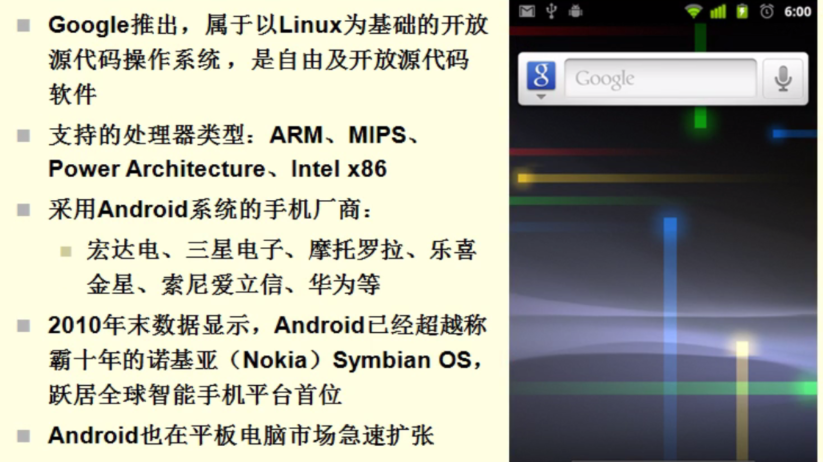 Google推出，属于以Linux为基础的开放
源代码操作系统，是自由及开放源代码
软件
支持的处理器类型：ARM、MIPS、
Power Architecture、Intel x86
采用Android系统的手机厂商：
宏达电、三星电子、摩托罗拉、乐喜
金星、索尼爱立信、华为等
2010年末数据显示，Android已经超越称
霸十年的诺基亚（Nokia）Symbian OS，
跃居全球智能手机平台首位
Android也在平板电脑市场急速扩张
6:00
g
Google